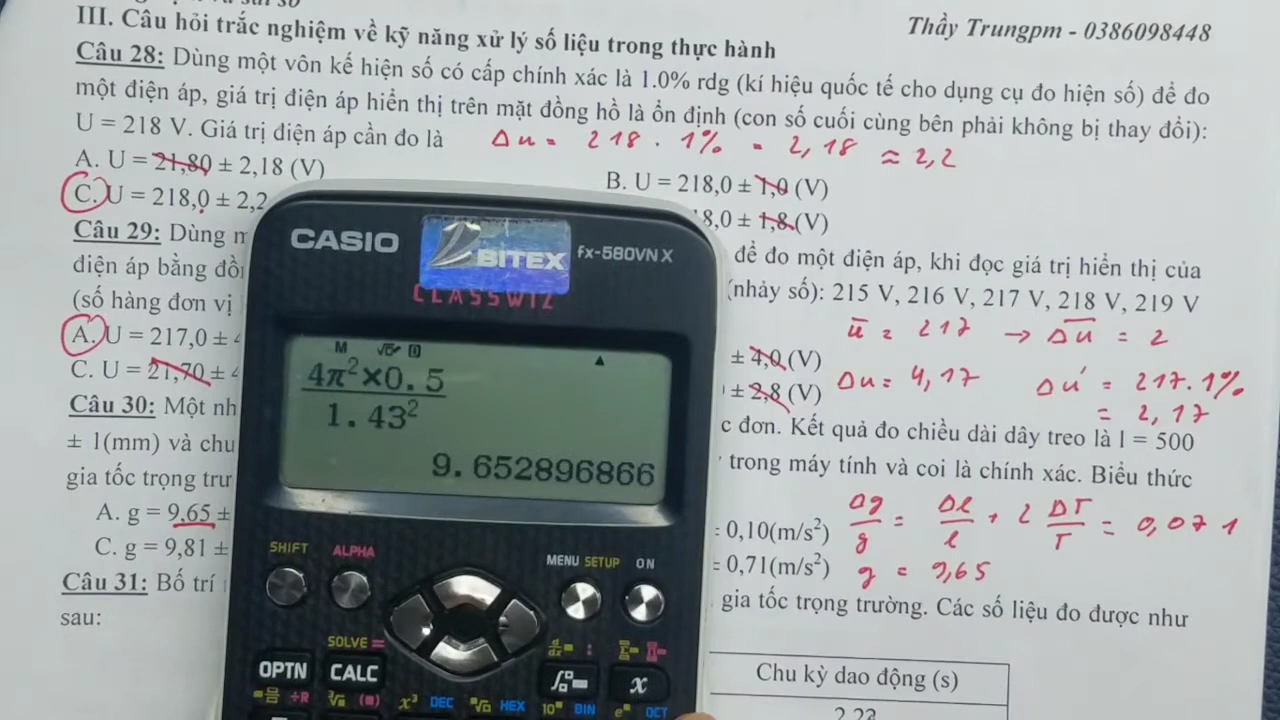 III. Câu hỏi trắc nghiệm về kỹ năng xử lý số liệu trong thực hành
Thầy Trungpm - 0386098448
Câu 28: Dùng một vôn kế hiện số có cấp chính xác là 1.0% rdg (kí hiệu quốc tế cho dụng cụ đo hiện số) để đo
một điện áp, giá trị điện áp hiển thị trên mặt đồng hồ là ổn định (con số cuối cùng bên phải không bị thay đổi):
U = 218 V. Giá trị điện áp cần đo là Δu = 218 . 1% = 2,18 ≈ 2,2
A. U = 21,80 ± 2,18 (V)
B. U = 218,0 ± 1,0 (V)
C. U = 218,0 ± 2,2
8,0 ± 1,8 (V)
Câu 29: Dùng
để đo một điện áp, khi đọc giá trị hiển thị của
điện áp bằng
(số hàng đơn vị
(nhảy số): 215 V, 216 V, 217 V, 218 V, 219 V
u = 217 → Δu = 2
A. U = 217,0 ± 4
± 4,0 (V)
C. U = 21,70 ± 4
± 2,8 (V)
Δu = 4,17
Δu' = 217.1%
= 2,17
Câu 30: Một
c đơn. Kết quả đo chiều dài dây treo là l = 500
± 1(mm) và chu
trong máy tính và coi là chính xác. Biểu thức
gia tốc trọng
A. g = 9,65 ±
= 0,10(m/s²)
Δg/g = Δl/l + 2 ΔT/T = 0,071
C. g = 9,81 ±
= 0,71(m/s²)
g = 9,65
Câu 31: Bố trí
gia tốc trọng trường. Các số liệu đo được như
sau:
Chu kỳ dao động (s)
CASIO
BITEX
fx-580VN X
CLASSWIZ
M √▫ D ▲
4π²×0.5
1.43²
9.652896866
SHIFT
ALPHA
MENU SETUP
ON
SOLVE =
OPTN
CALC
x
÷R
x³
DEC
HEX
10▫
BIN
e▫
OCT